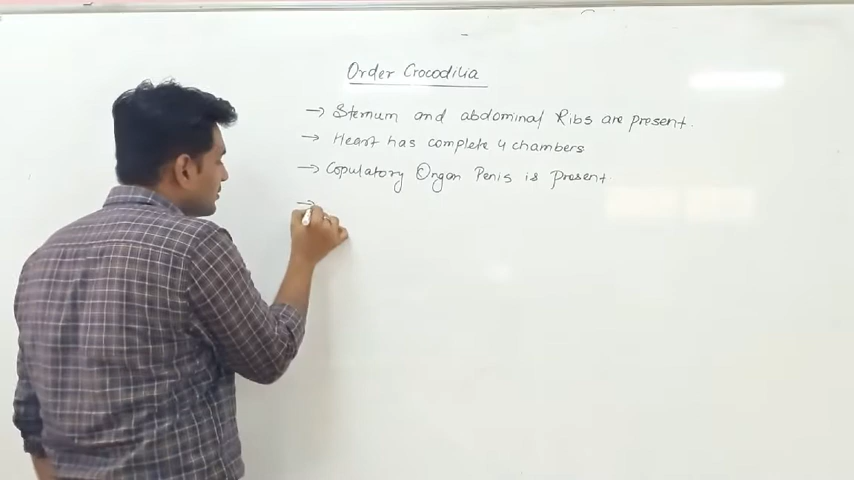 Order Crocodilia
→ Sternum and abdominal Ribs are present.
→ Heart has complete 4 chambers
→ Copulatory Organ Penis is present.
→